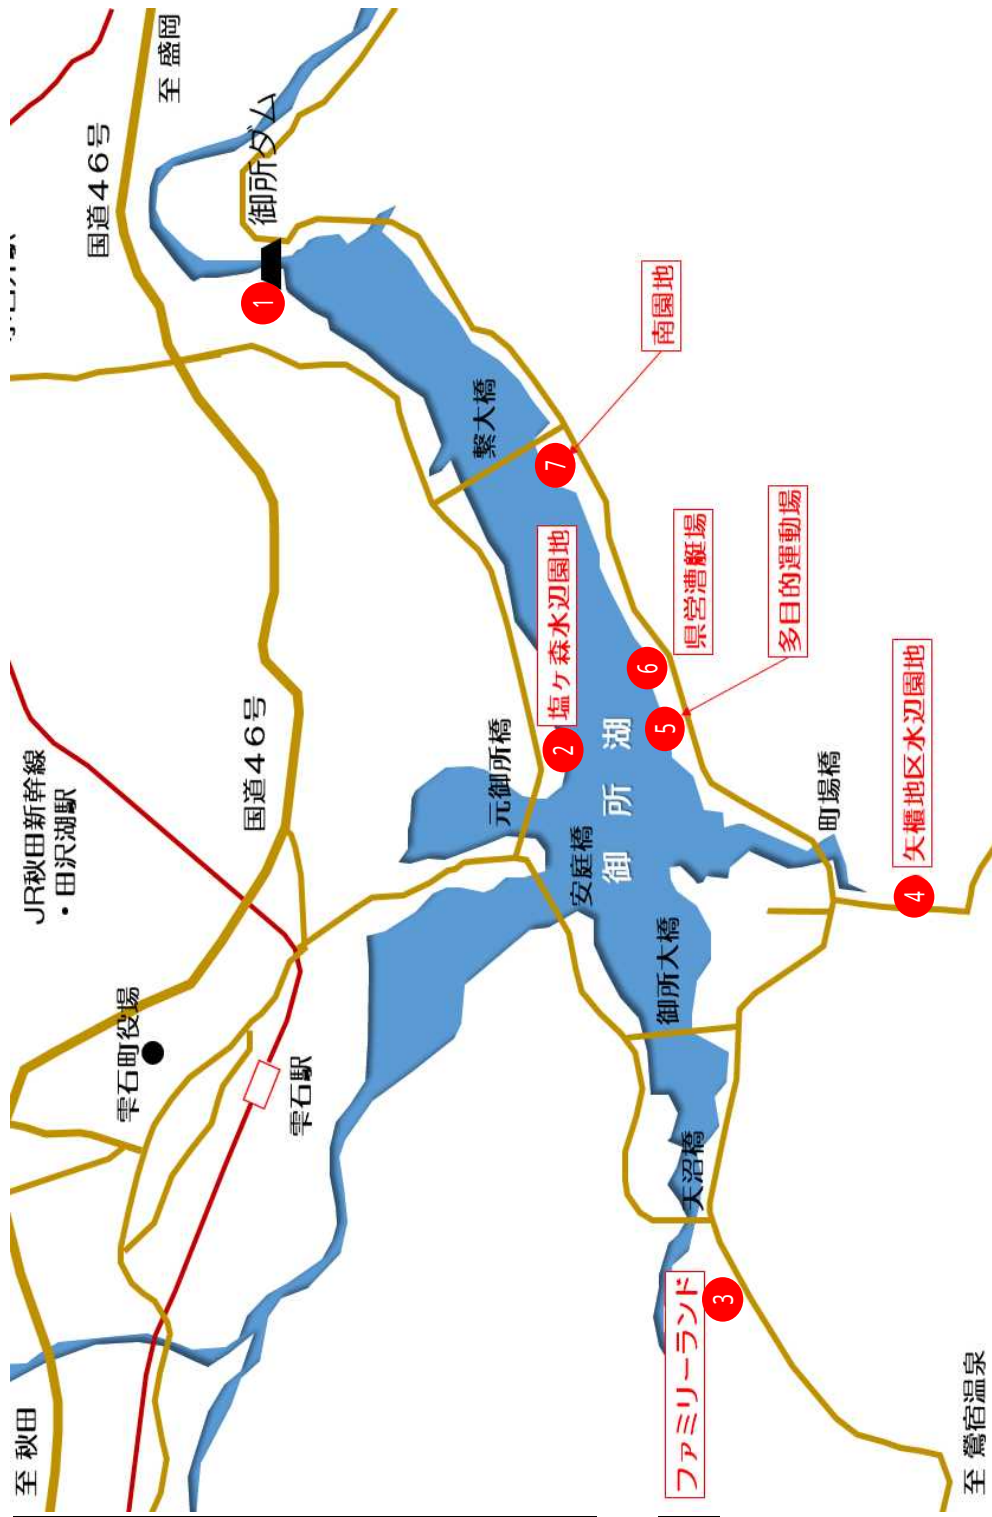 至 秋田
雫石町役場
JR秋田新幹線
・田沢湖駅
国道46号
国道46号
至 盛岡
御所ダム
1
雫石駅
元御所橋
繋大橋
塩ヶ森水辺園地
2
安庭橋
御所湖
御所大橋
天沼橋
ファミリーランド
3
南園地
7
県営漕艇場
6
多目的運動場
5
町場橋
矢櫃地区水辺園地
4
至 鶯宿温泉